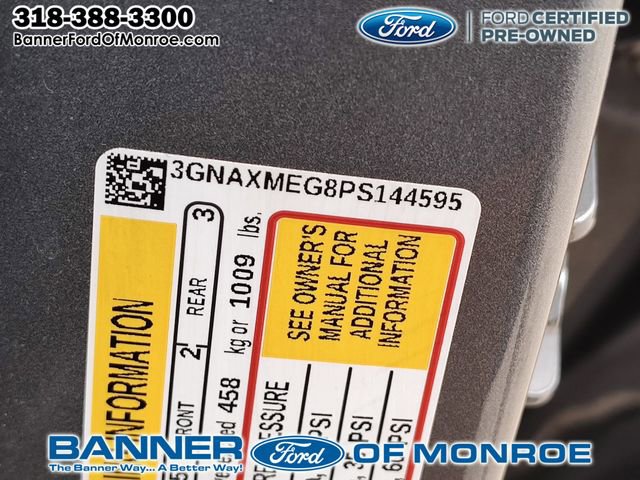 318-388-3300
BannerFordOfMonroe.com
Ford
FORD CERTIFIED
PRE-OWNED
3GNAXMEG8PS144595
INFORMATION
FRONT 2 REAR 3
458 kg or 1009 lbs.
SEE OWNER'S
MANUAL FOR
ADDITIONAL
INFORMATION
PRESSURE
PSI
PSI
PSI
BANNER Ford OF MONROE
The Banner Way... A Better Way!